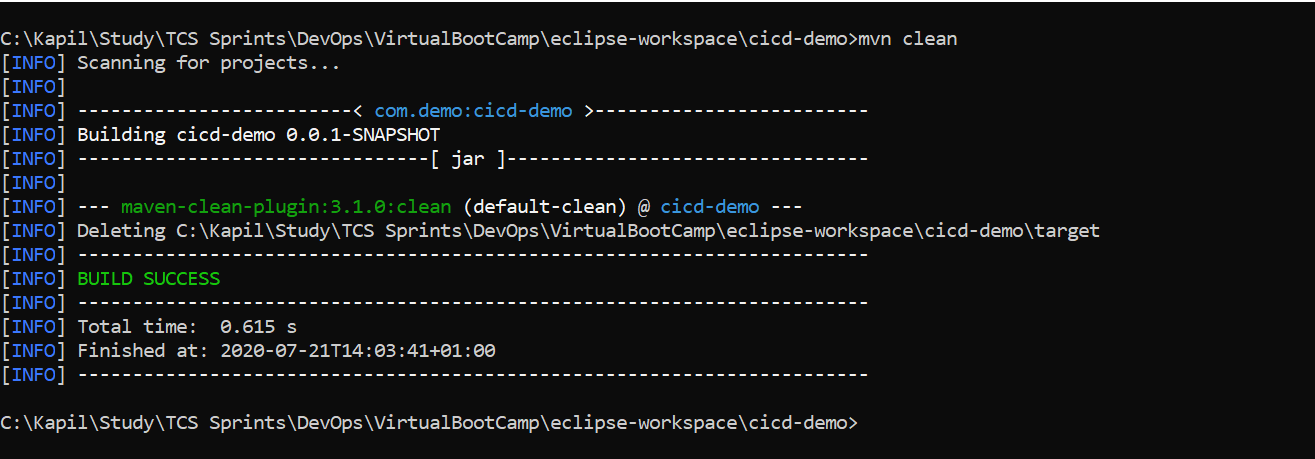 C:\Kapil\Study\TCS Sprints\DevOps\VirtualBootCamp\eclipse-workspace\cicd-demo>mvn clean
[INFO] Scanning for projects...
[INFO]
[INFO] -------------------------< com.demo:cicd-demo >-------------------------
[INFO] Building cicd-demo 0.0.1-SNAPSHOT
[INFO] --------------------------------[ jar ]---------------------------------
[INFO]
[INFO] --- maven-clean-plugin:3.1.0:clean (default-clean) @ cicd-demo ---
[INFO] Deleting C:\Kapil\Study\TCS Sprints\DevOps\VirtualBootCamp\eclipse-workspace\cicd-demo\target
[INFO] ------------------------------------------------------------------------
[INFO] BUILD SUCCESS
[INFO] ------------------------------------------------------------------------
[INFO] Total time:  0.615 s
[INFO] Finished at: 2020-07-21T14:03:41+01:00
[INFO] ------------------------------------------------------------------------
C:\Kapil\Study\TCS Sprints\DevOps\VirtualBootCamp\eclipse-workspace\cicd-demo>